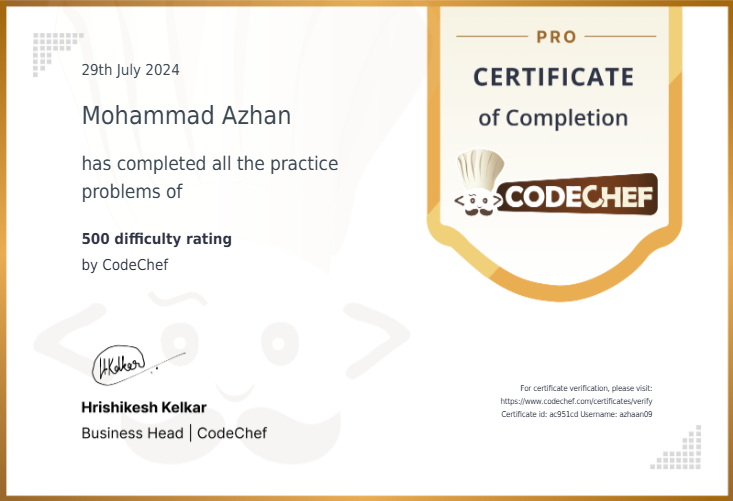 29th July 2024
Mohammad Azhan
has completed all the practice
problems of
500 difficulty rating
by CodeChef
PRO
CERTIFICATE
of Completion
CODECHEF
HKelkar
Hrishikesh Kelkar
Business Head | CodeChef
For certificate verification, please visit:
https://www.codechef.com/certificates/verify
Certificate id: ac951cd Username: azhaan09